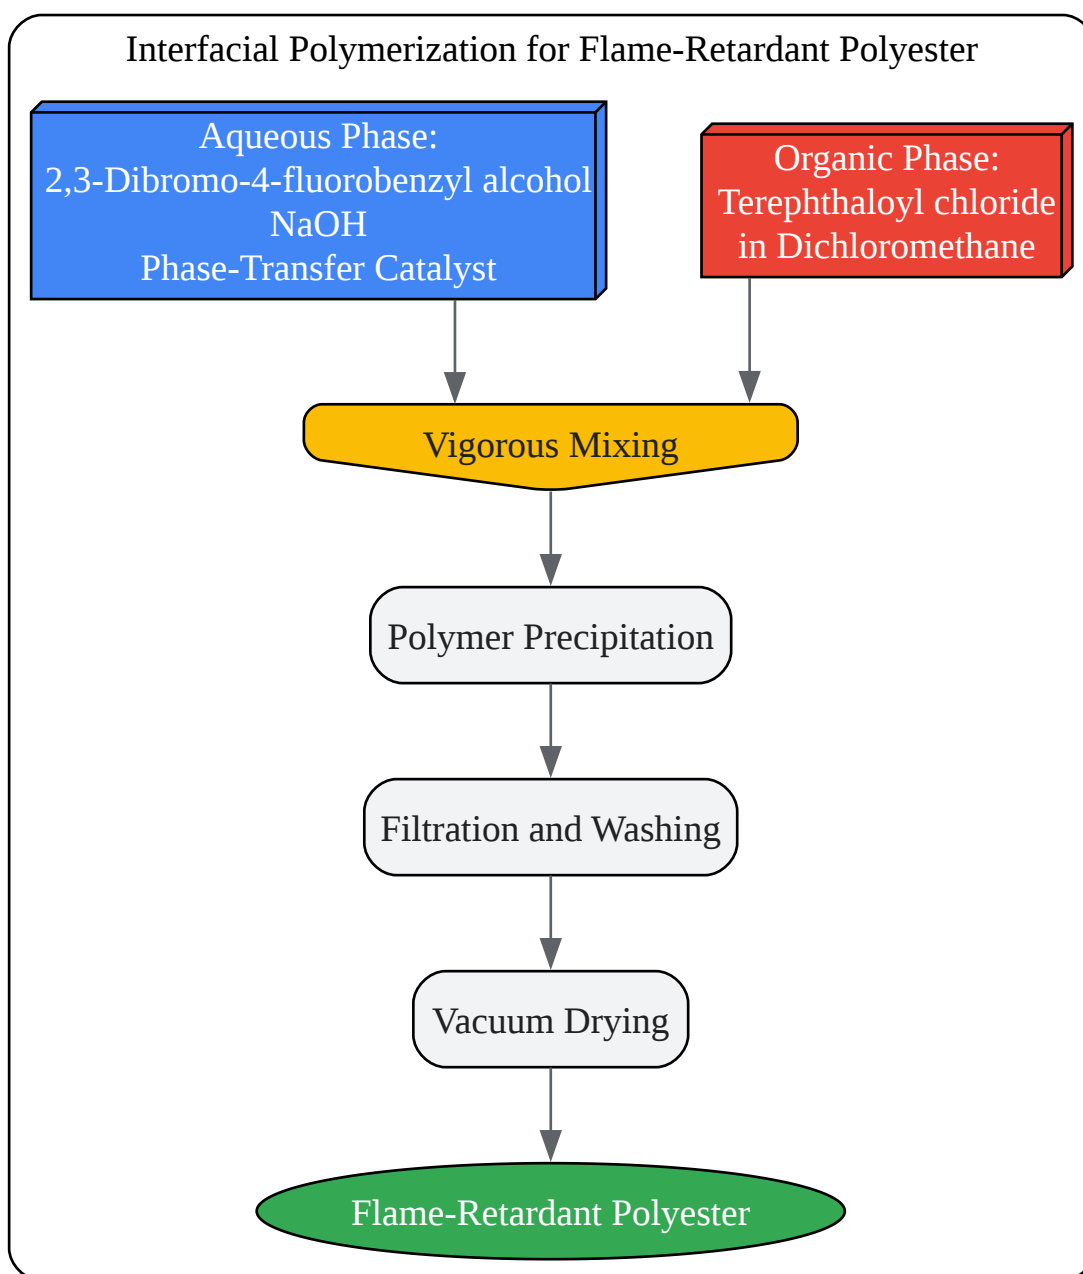 Interfacial Polymerization for Flame-Retardant Polyester
Aqueous Phase:
2,3-Dibromo-4-fluorobenzyl alcohol
NaOH
Phase-Transfer Catalyst
Organic Phase:
Terephthaloyl chloride
in Dichloromethane
Vigorous Mixing
Polymer Precipitation
Filtration and Washing
Vacuum Drying
Flame-Retardant Polyester